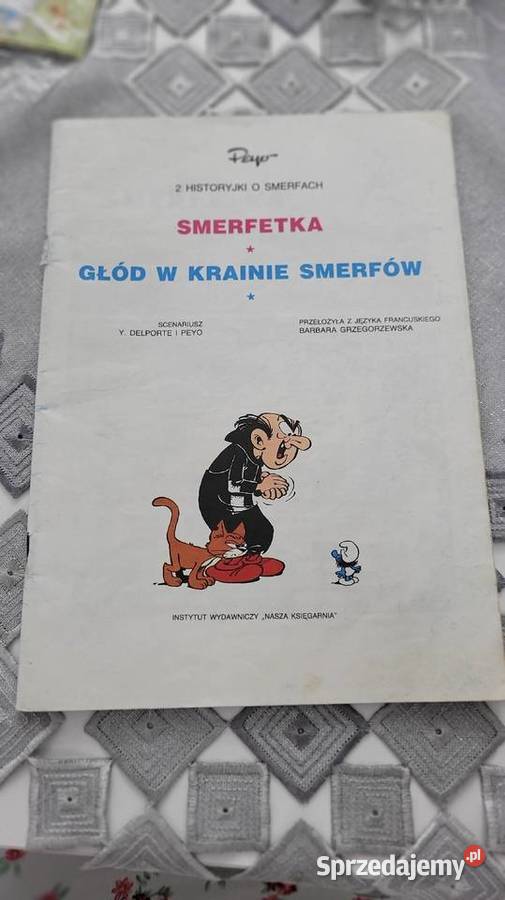 Peyo
2 HISTORYJKI O SMERFACH
SMERFETKA
★
GŁÓD W KRAINIE SMERFÓW
★
SCENARIUSZ
Y. DELPORTE I PEYO
PRZEŁOŻYŁA Z JĘZYKA FRANCUSKIEGO
BARBARA GRZEGORZEWSKA
INSTYTUT WYDAWNICZY „NASZA KSIĘGARNIA"
Sprzedajemy.pl